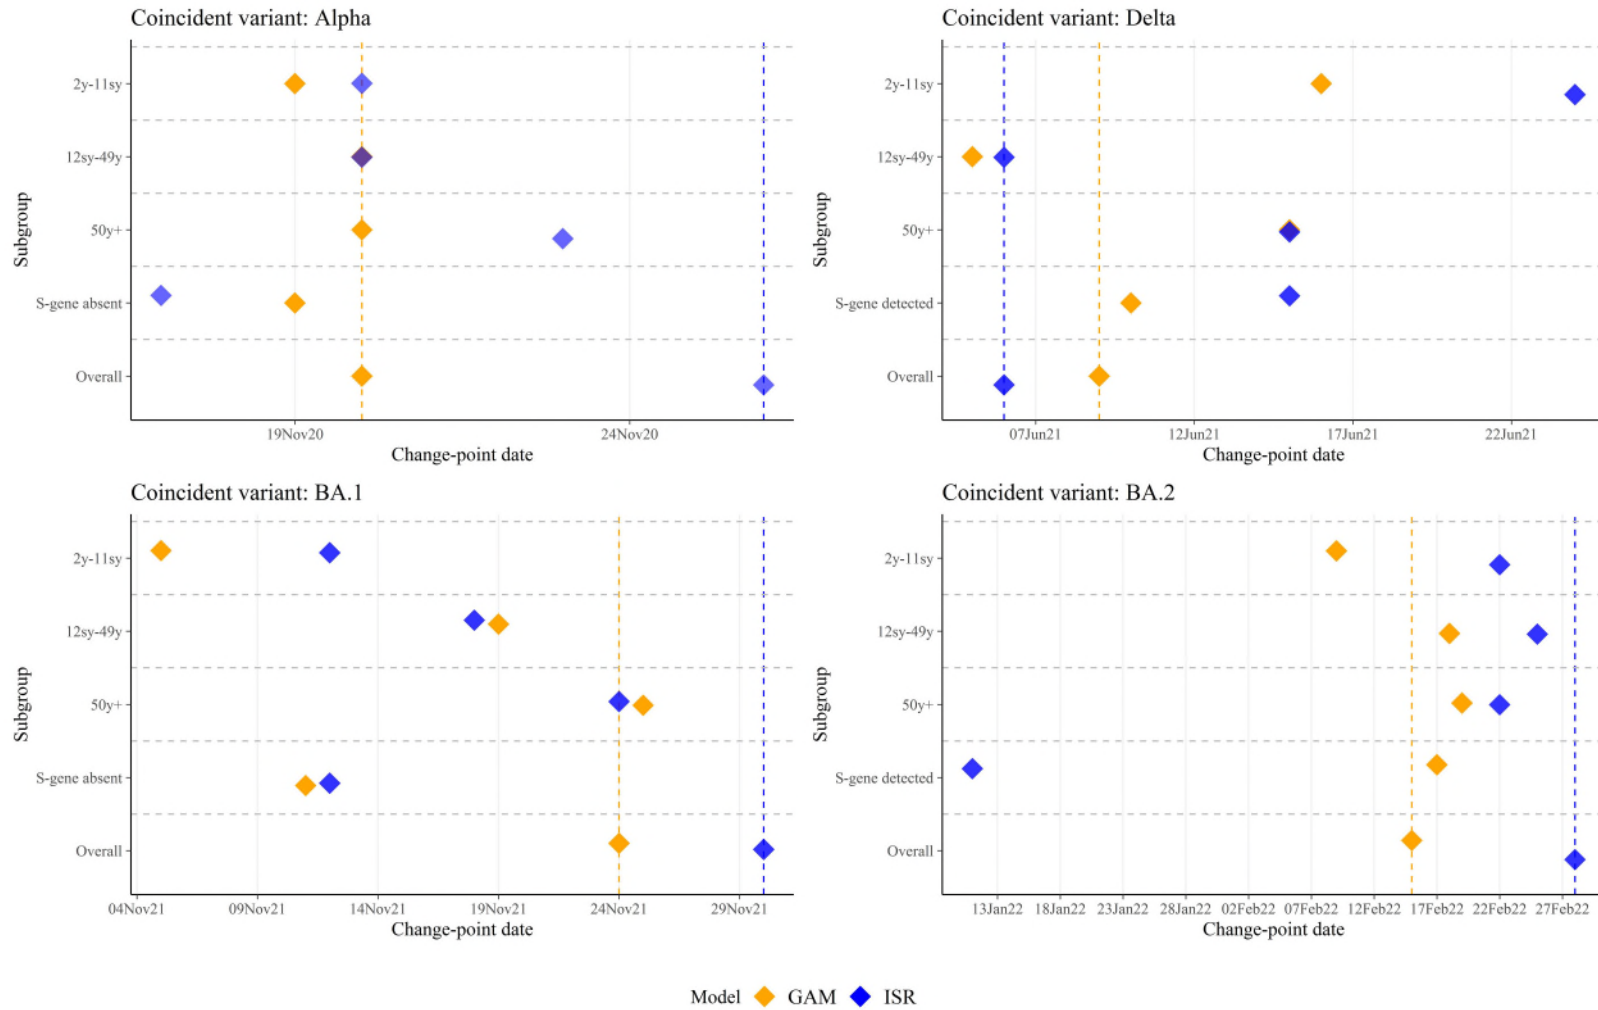 Coincident variant: Alpha
Subgroup
2y-11sy
12sy-49y
50y+
S-gene absent
Overall
19Nov20 24Nov20
Change-point date
Coincident variant: Delta
Subgroup
2y-11sy
12sy-49y
50y+
S-gene detected
Overall
07Jun21 12Jun21 17Jun21 22Jun21
Change-point date
Coincident variant: BA.1
Subgroup
2y-11sy
12sy-49y
50y+
S-gene absent
Overall
04Nov21 09Nov21 14Nov21 19Nov21 24Nov21 29Nov21
Change-point date
Coincident variant: BA.2
Subgroup
2y-11sy
12sy-49y
50y+
S-gene detected
Overall
13Jan22 18Jan22 23Jan22 28Jan22 02Feb22 07Feb22 12Feb22 17Feb22 22Feb22 27Feb22
Change-point date
Model GAM ISR